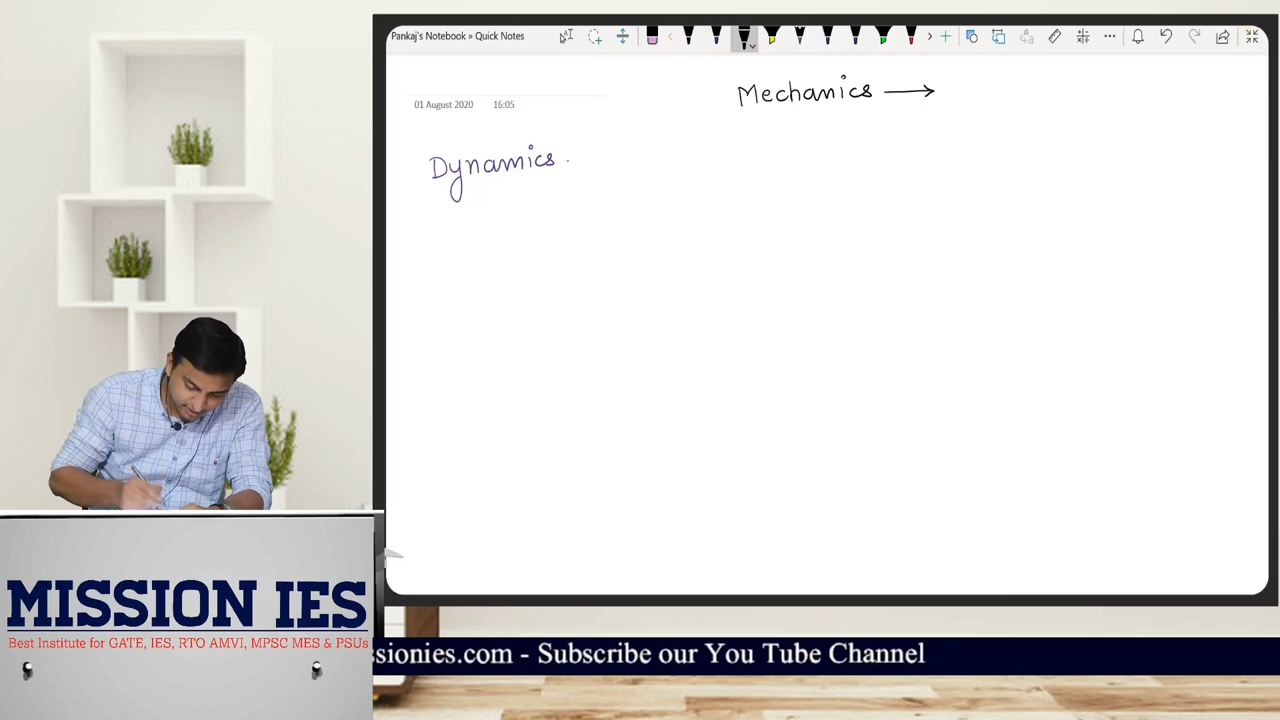 Pankaj's Notebook » Quick Notes
Mechanics →
01 August 2020 16:05
Dynamics.
MISSION IES
Best Institute for GATE, IES, RTO AMVI, MPSC MES & PSUs
ssionies.com - Subscribe our You Tube Channel